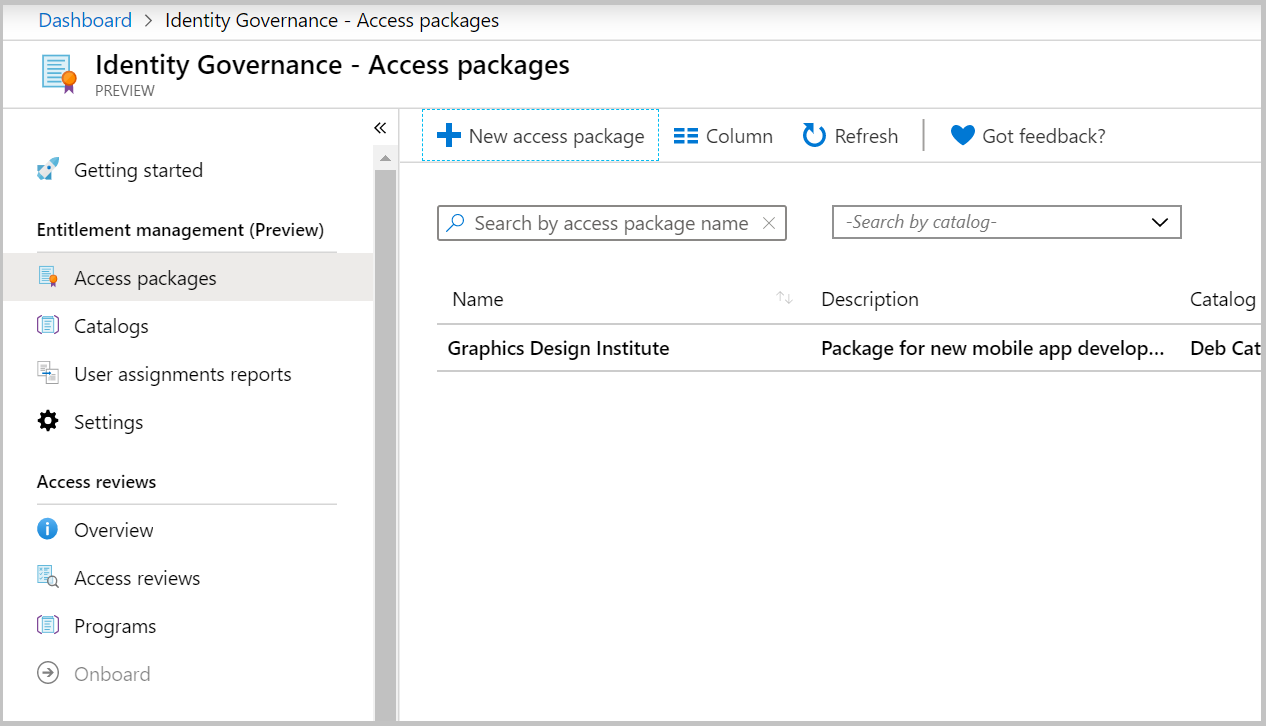 Dashboard > Identity Governance - Access packages
Identity Governance - Access packages
PREVIEW
Getting started
Entitlement management (Preview)
Access packages
Catalogs
User assignments reports
Settings
Access reviews
Overview
Access reviews
Programs
Onboard
New access package Column Refresh Got feedback?
Search by access package name -Search by catalog-
Name Description Catalog
Graphics Design Institute Package for new mobile app develop... Deb Cat